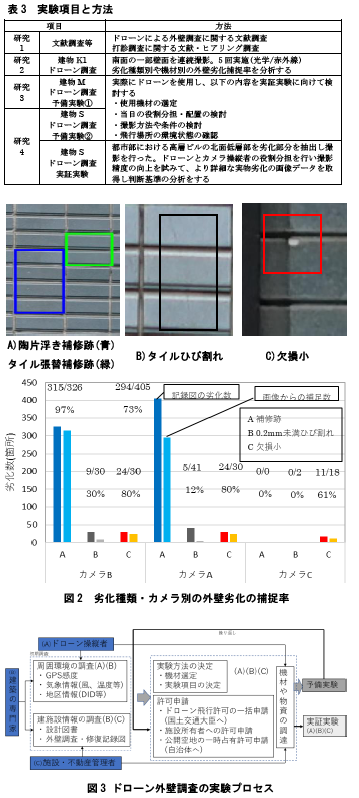 表３ 実験項目と方法
項目
方法
研究
1
文献調査等
ドローンによる外壁調査に関する文献調査
打診調査に関する文献・ヒアリング調査
研究
2
建物 K1
ドローン調査
南面の一部壁面を連続撮影。5 回実施(光学/赤外線)
劣化種類別や機材別の外壁劣化捕捉率を分析する
研究
3
建物 M
ドローン調査
予備実験①
実際にドローンを使用し、以下の内容を実証実験に向けて検
討する
・使用機材の選定
・当日の役割分担・配置の検討
・撮影方法や条件の検討
・飛行場所の環境状態の確認
研究
4
建物 S
ドローン調査
予備実験②
建物 S
ドローン調査
実証実験
都市部における高層ビルの北面低層部を劣化部分を抽出し撮
影を行った。ドローンとカメラ操縦者の役割分担を行い撮影
精度の向上を試みて、より詳細な実物劣化の画像データを取
得し判断基準の分析をする
A)陶片浮き補修跡(青)
タイル張替補修跡(緑)
B)タイルひび割れ
C)欠損小
劣化数(箇所)
450
400
350
300
250
200
150
100
50
0
315/326
97%
9/30
30%
24/30
80%
294/405
73%
5/41
12%
24/30
80%
0/0
0%
0/2
0%
11/18
61%
記録図の劣化数
画像からの補足数
A 補修跡
B 0.2mm未満ひび割れ
C 欠損小
A B C A B C A B C
カメラB カメラA カメラC
図２ 劣化種類・カメラ別の外壁劣化の捕捉率
繰り返し
(A)ドローン操縦者
周囲環境の調査(A)(B)
・GPS感度
・気象情報(風、温度等)
・地区情報(DID等)
建施設情報の調査(B)(C)
・設計図書
・外壁調査・修復記録図
建築の専門家
(C)施設・不動産管理者
実験方法の決定
・機材選定
・実験項目の決定
(A)(B)(C)
許可申請
・ドローン飛行許可の一括申請
(国土交通大臣へ)
・施設所有者への許可申請
・公開空地の一時占有許可申請
(自治体へ)
機材や物資の調達
予備実験
実証実験
(A)(B)(C)
図３ ドローン外壁調査の実験プロセス